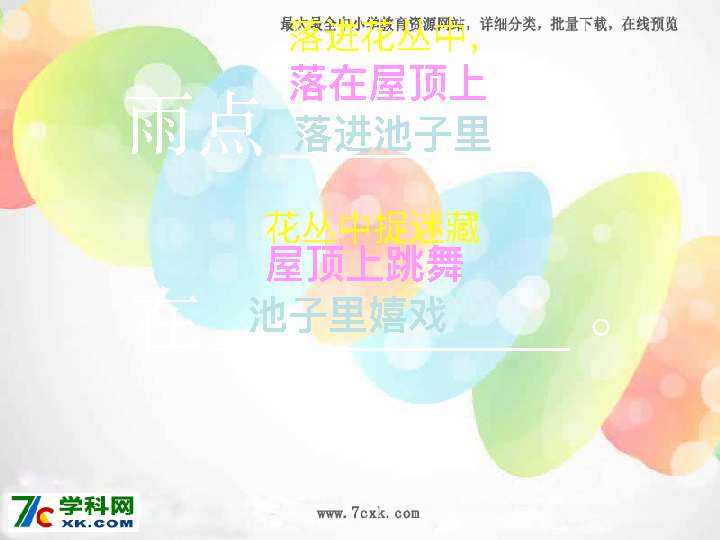 最大最全中小学教育资源网站，详细分类，批量下载，在线预览
落进花丛中,
落在屋顶上
雨点
落进池子里
花丛中捉迷藏
屋顶上跳舞
在
池子里嬉戏
。
学科网
XK.COM
www.7cxk.com